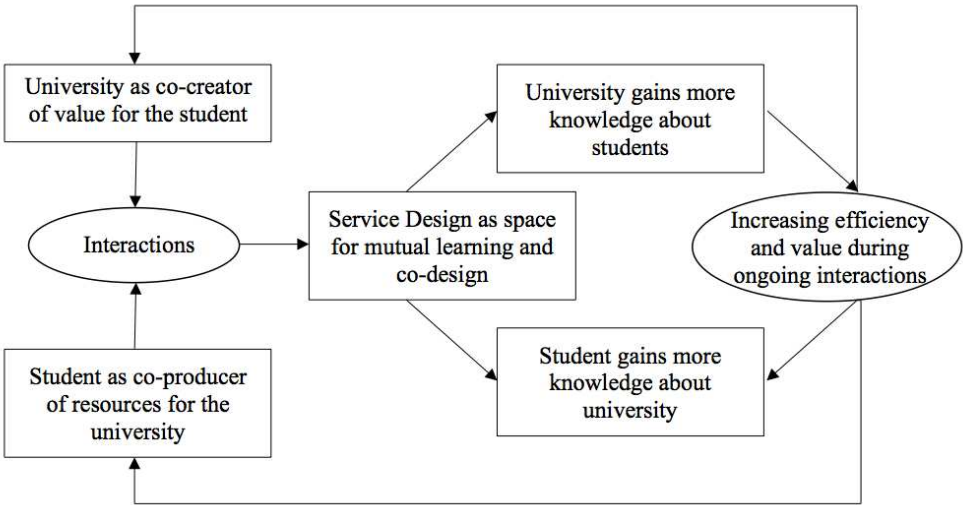 University as co-creator
of value for the student
Interactions
Student as co-producer
of resources for the
university
Service Design as space
for mutual learning and
co-design
University gains more
knowledge about
students
Student gains more
knowledge about
university
Increasing efficiency
and value during
ongoing interactions